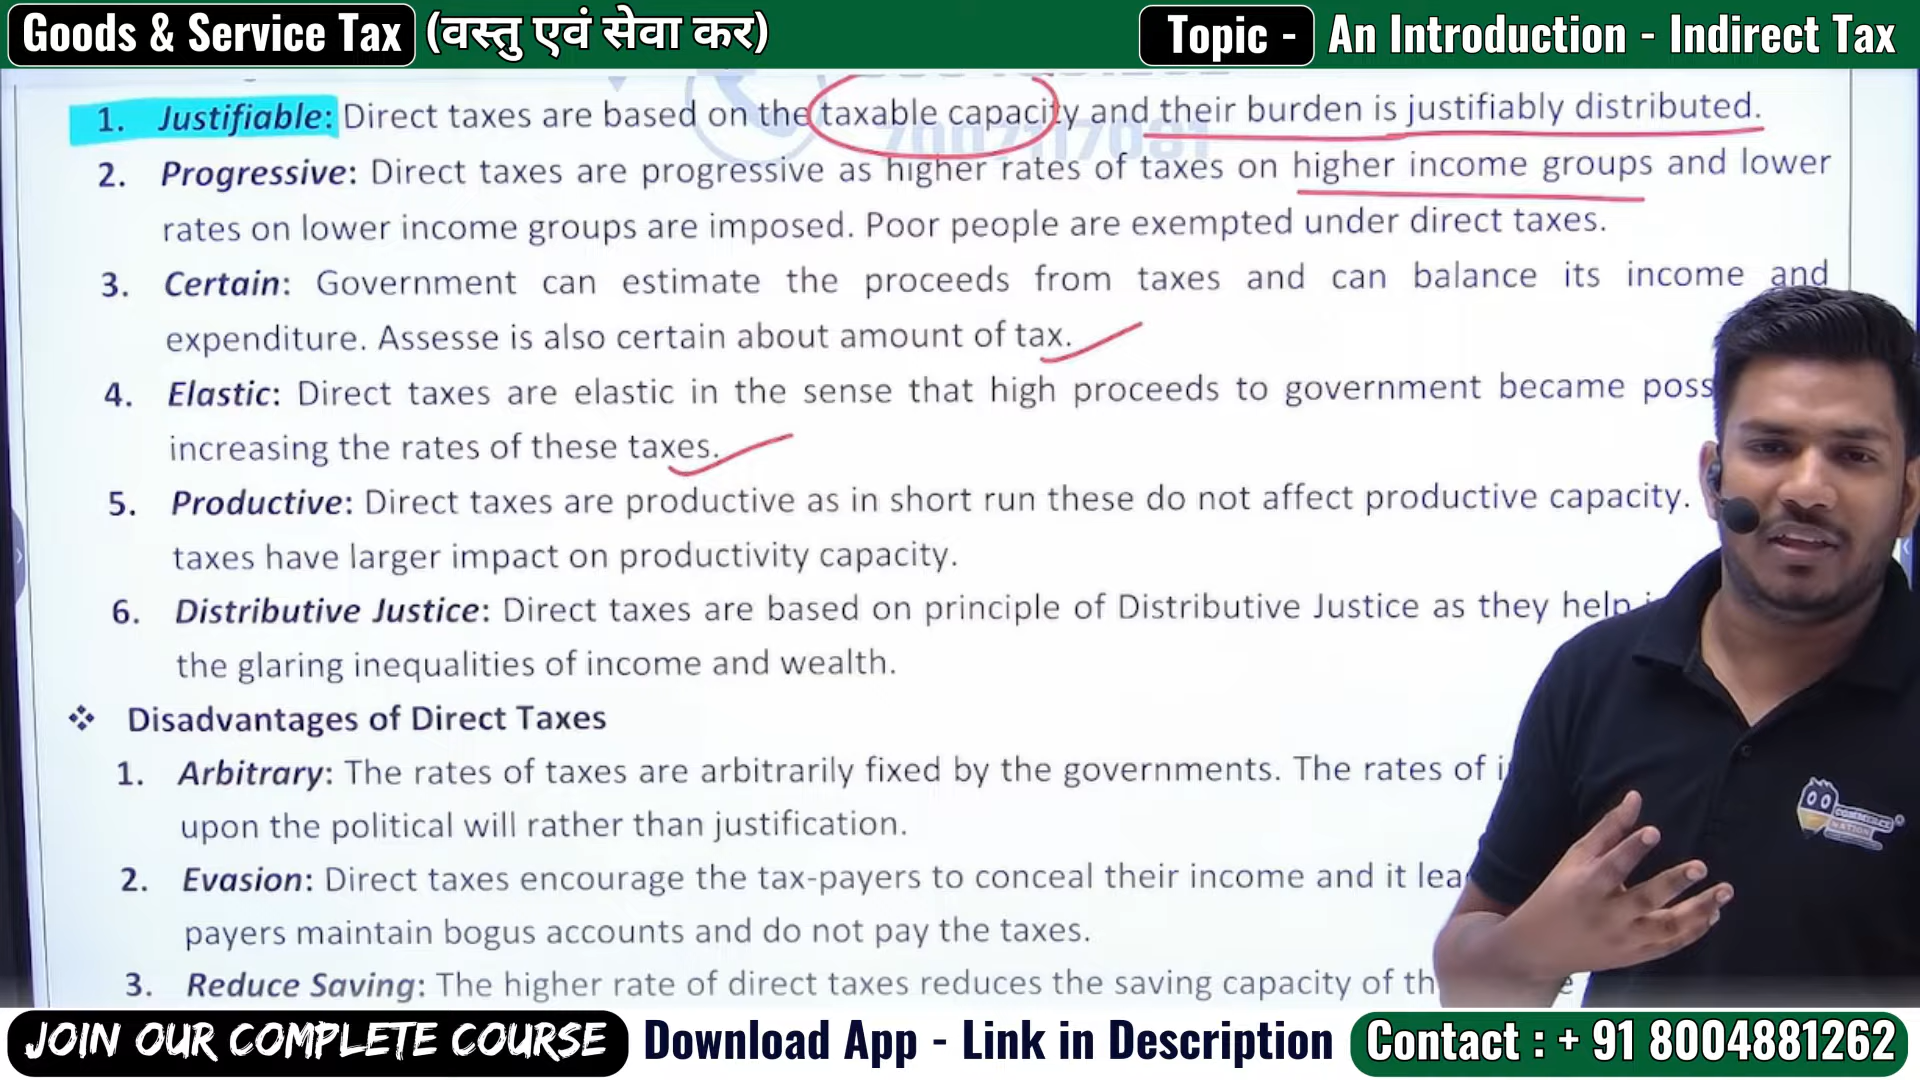 Goods & Service Tax (वस्तु एवं सेवा कर) Topic - An Introduction - Indirect Tax
1. Justifiable: Direct taxes are based on the taxable capacity and their burden is justifiably distributed.
2. Progressive: Direct taxes are progressive as higher rates of taxes on higher income groups and lower
rates on lower income groups are imposed. Poor people are exempted under direct taxes.
3. Certain: Government can estimate the proceeds from taxes and can balance its income and
expenditure. Assesse is also certain about amount of tax.
4. Elastic: Direct taxes are elastic in the sense that high proceeds to government became poss
increasing the rates of these taxes.
5. Productive: Direct taxes are productive as in short run these do not affect productive capacity.
taxes have larger impact on productivity capacity.
6. Distributive Justice: Direct taxes are based on principle of Distributive Justice as they help
the glaring inequalities of income and wealth.
❖ Disadvantages of Direct Taxes
1. Arbitrary: The rates of taxes are arbitrarily fixed by the governments. The rates of
upon the political will rather than justification.
2. Evasion: Direct taxes encourage the tax-payers to conceal their income and it lea
payers maintain bogus accounts and do not pay the taxes.
3. Reduce Saving: The higher rate of direct taxes reduces the saving capacity of th
COMMERCE
NATION
JOIN OUR COMPLETE COURSE Download App - Link in Description Contact : + 91 8004881262